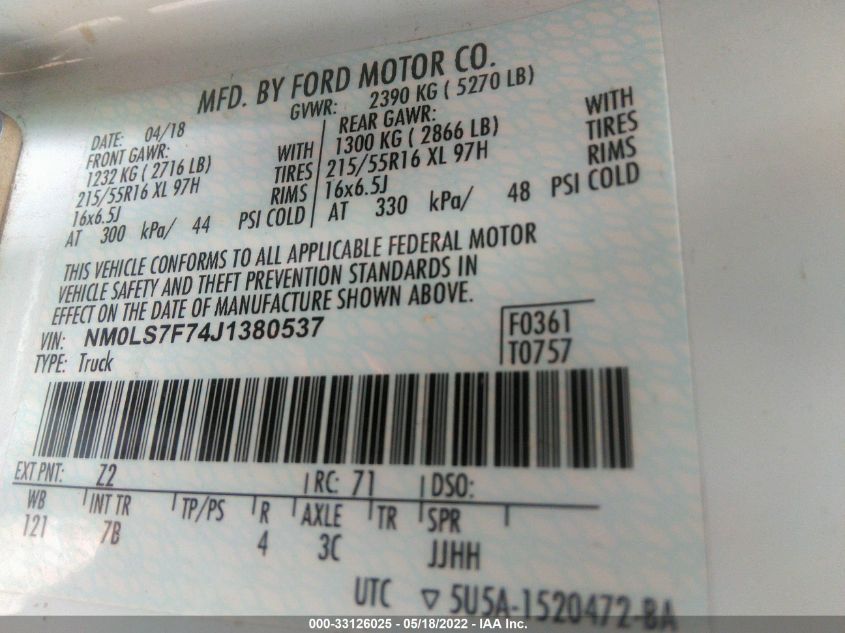 MFD. BY FORD MOTOR CO.
DATE: 04/18 GVWR: 2390 KG ( 5270 LB)
FRONT GAWR: REAR GAWR: WITH
1232 KG ( 2716 LB) WITH 1300 KG ( 2866 LB) TIRES
215/55R16 XL 97H TIRES 215/55R16 XL 97H RIMS
16x6.5J RIMS 16x6.5J
AT 300 kPa/ 44 PSI COLD AT 330 kPa/ 48 PSI COLD
THIS VEHICLE CONFORMS TO ALL APPLICABLE FEDERAL MOTOR
VEHICLE SAFETY AND THEFT PREVENTION STANDARDS IN
EFFECT ON THE DATE OF MANUFACTURE SHOWN ABOVE.
VIN: NM0LS7F74J1380537 F0361
TYPE: Truck T0757
EXT PNT: Z2 RC: 71 DSO:
WB INT TR TP/PS R AXLE TR SPR
121 7B 4 3C JJHH
UTC ▽ 5U5A-1520472-BA
000-33126025 - 05/18/2022 - IAA Inc.